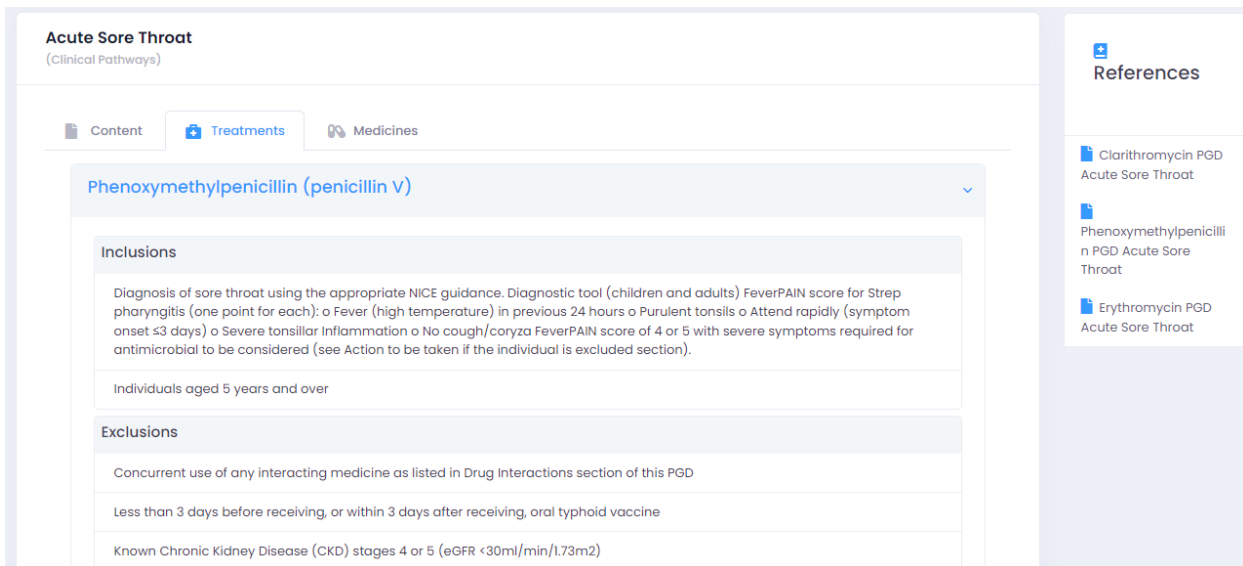 Acute Sore Throat
(Clinical Pathways)
Content
Treatments
Medicines
Phenoxymethylpenicillin (penicillin V)
Inclusions
Diagnosis of sore throat using the appropriate NICE guidance. Diagnostic tool (children and adults) FeverPAIN score for Strep
pharyngitis (one point for each): o Fever (high temperature) in previous 24 hours o Purulent tonsils o Attend rapidly (symptom
onset ≤3 days) o Severe tonsillar Inflammation o No cough/coryza FeverPAIN score of 4 or 5 with severe symptoms required for
antimicrobial to be considered (see Action to be taken if the individual is excluded section).
Individuals aged 5 years and over
Exclusions
Concurrent use of any interacting medicine as listed in Drug Interactions section of this PGD
Less than 3 days before receiving, or within 3 days after receiving, oral typhoid vaccine
Known Chronic Kidney Disease (CKD) stages 4 or 5 (eGFR <30ml/min/1.73m2)
References
Clarithromycin PGD
Acute Sore Throat
Phenoxymethylpenicilli
n PGD Acute Sore
Throat
Erythromycin PGD
Acute Sore Throat